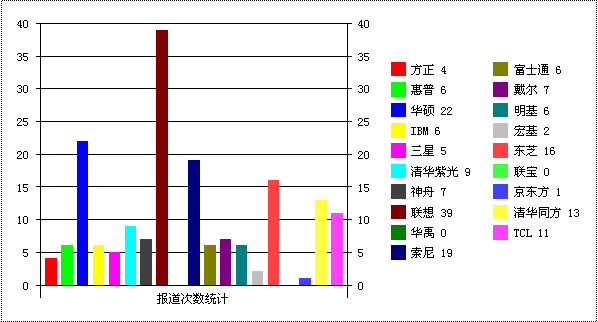 40 40
35 35
30 30
25 25
20 20
15 15
10 10
5 5
0 0
报道次数统计
方正 4
惠普 6
华硕 22
IBM 6
三星 5
清华紫光 9
神舟 7
联想 39
华禹 0
索尼 19
富士通 6
戴尔 7
明基 6
宏基 2
东芝 16
联宝 0
京东方 1
清华同方 13
TCL 11